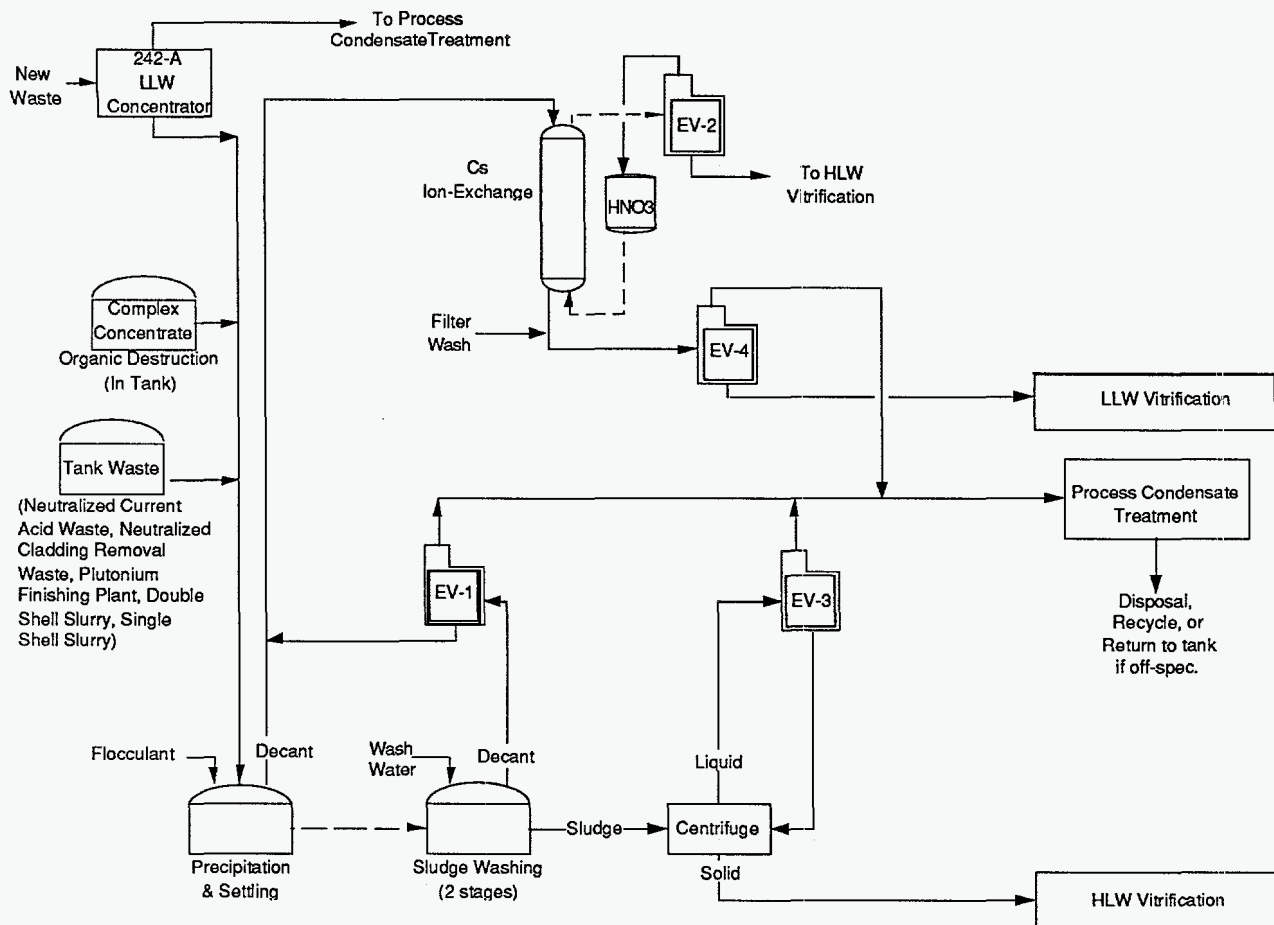 To Process
CondensateTreatment
242-A
LLW
Concentrator
New
Waste
EV-2
Cs
Ion-Exchange
HNO3
To HLW
Vitrification
Complex
Concentrate
Organic Destruction
(In Tank)
Filter
Wash
EV-4
LLW Vitrification
Tank Waste
(Neutralized Current
Acid Waste, Neutralized
Cladding Removal
Waste, Plutonium
Finishing Plant, Double
Shell Slurry, Single
Shell Slurry)
Process Condensate
Treatment
EV-1
EV-3
Disposal,
Recycle, or
Return to tank
if off-spec.
Flocculant
Decant
Wash
Water
Decant
Liquid
Sludge
Centrifuge
Precipitation
& Settling
Sludge Washing
(2 stages)
Solid
HLW Vitrification